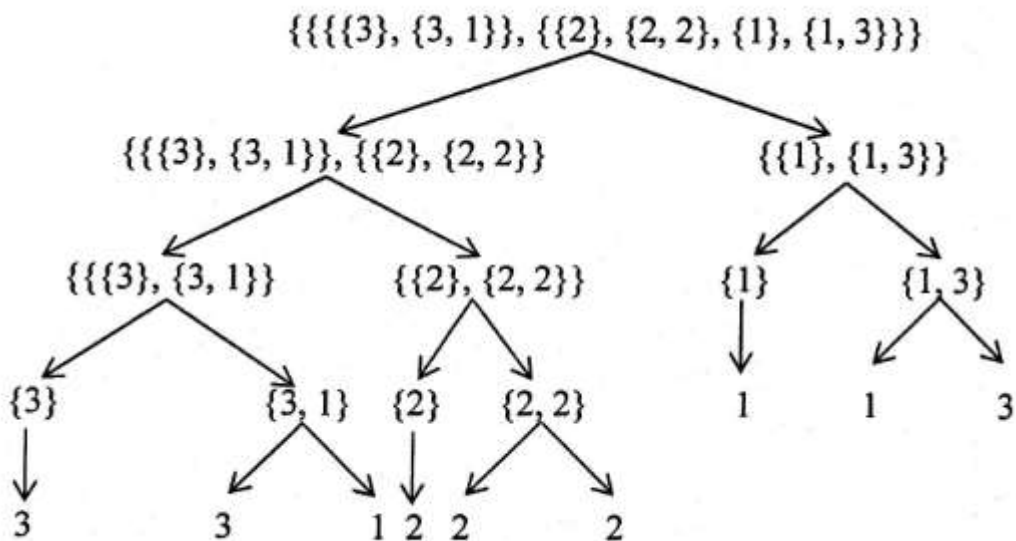 {{{{3}, {3, 1}}, {{2}, {2, 2}, {1}, {1, 3}}}
{{{3}, {3, 1}}, {{2}, {2, 2}} {{1}, {1, 3}}
{{{3}, {3, 1}} {{2}, {2, 2}} {1} {1, 3}
{3} {3, 1} {2} {2, 2} 1 1 3
3 3 1 2 2 2